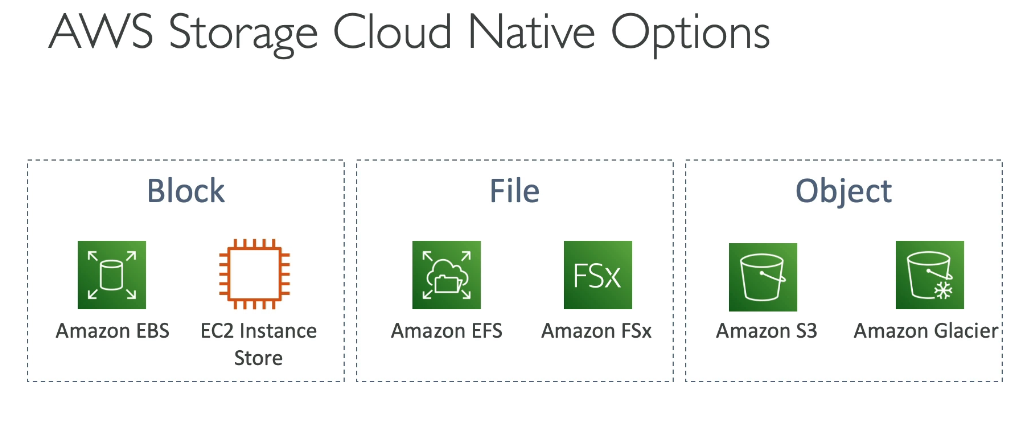 AWS Storage Cloud Native Options
Block
Amazon EBS
EC2 Instance
Store
File
Amazon EFS
FSx
Amazon FSx
Object
Amazon S3
Amazon Glacier